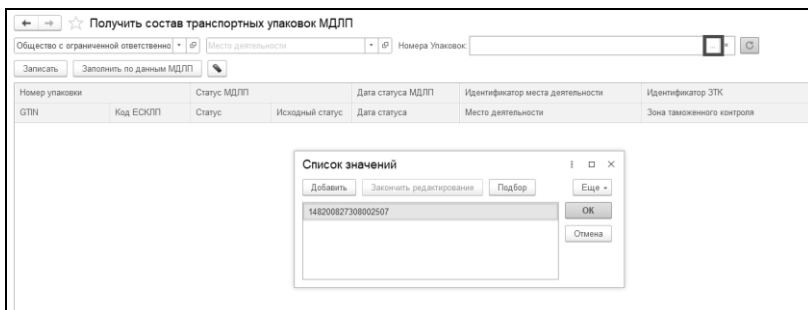 Получить состав транспортных упаковок МДЛП
Общество с ограниченной ответственно Место деятельности Номера Упаковок: ...
Записать Заполнить по данным МДЛП
Номер упаковки Статус МДЛП Дата статуса МДЛП Идентификатор места деятельности Идентификатор ЗТК
GTIN Код ЕСКЛП Статус Исходный статус Дата статуса Место деятельности Зона таможенного контроля
Список значений
Добавить Закончить редактирование Подбор Еще
148200827308002507
ОК
Отмена